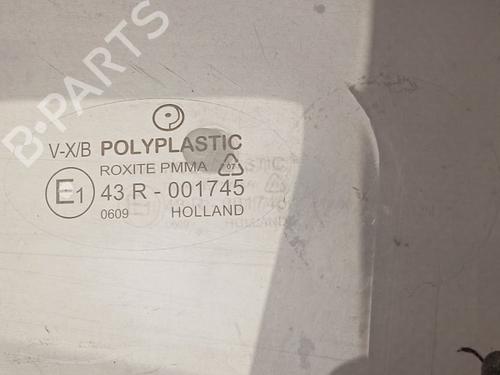 B-PARTS
V-X/B POLYPLASTIC
ROXITE PMMA 07
E1 43 R - 001745
0609 HOLLAND